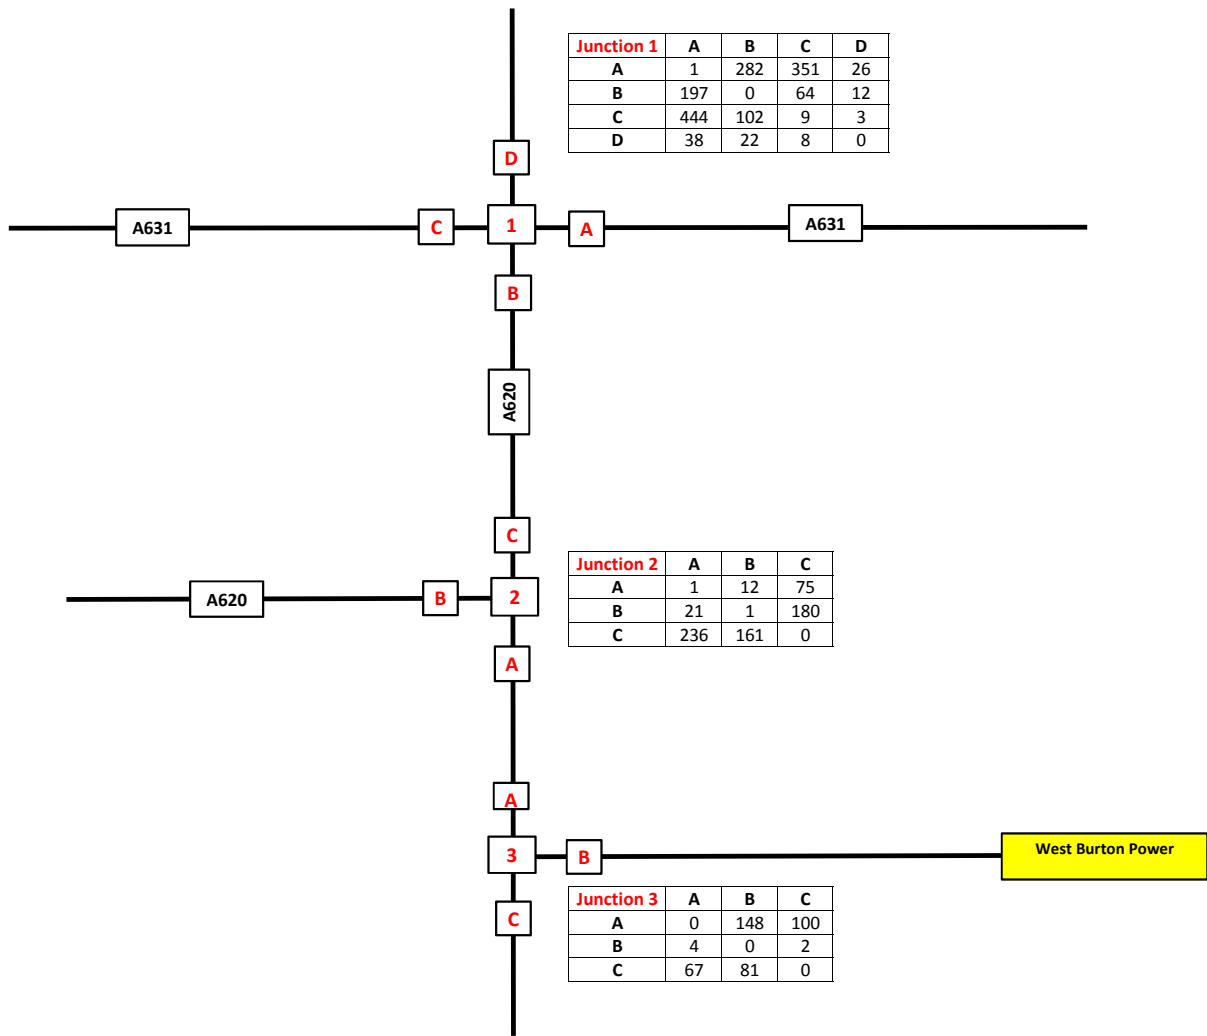 Junction 1 A B C D
A 1 282 351 26
B 197 0 64 12
C 444 102 9 3
D 38 22 8 0
D
A631 C 1 A A631
B
A620
C
Junction 2 A B C
A 1 12 75
B 21 1 180
C 236 161 0
A620 B 2
A
A
3 B West Burton Power
C
Junction 3 A B C
A 0 148 100
B 4 0 2
C 67 81 0